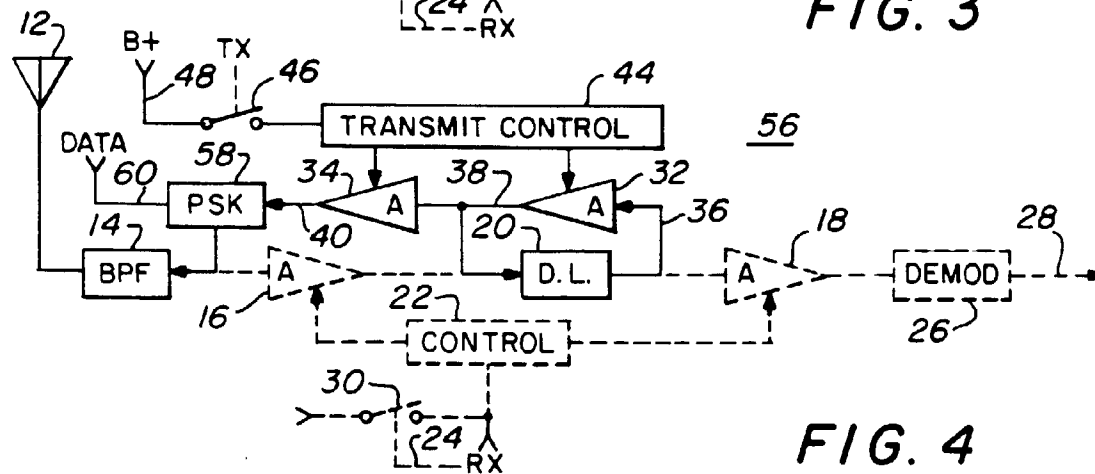 24
RX
FIG. 3
12
B+
TX
48
46
44
TRANSMIT CONTROL
56
DATA
58
34
38
32
60
PSK
A
A
40
20
36
14
18
28
BPF
A
D.L.
A
DEMOD
16
22
26
CONTROL
30
24
RX
FIG. 4